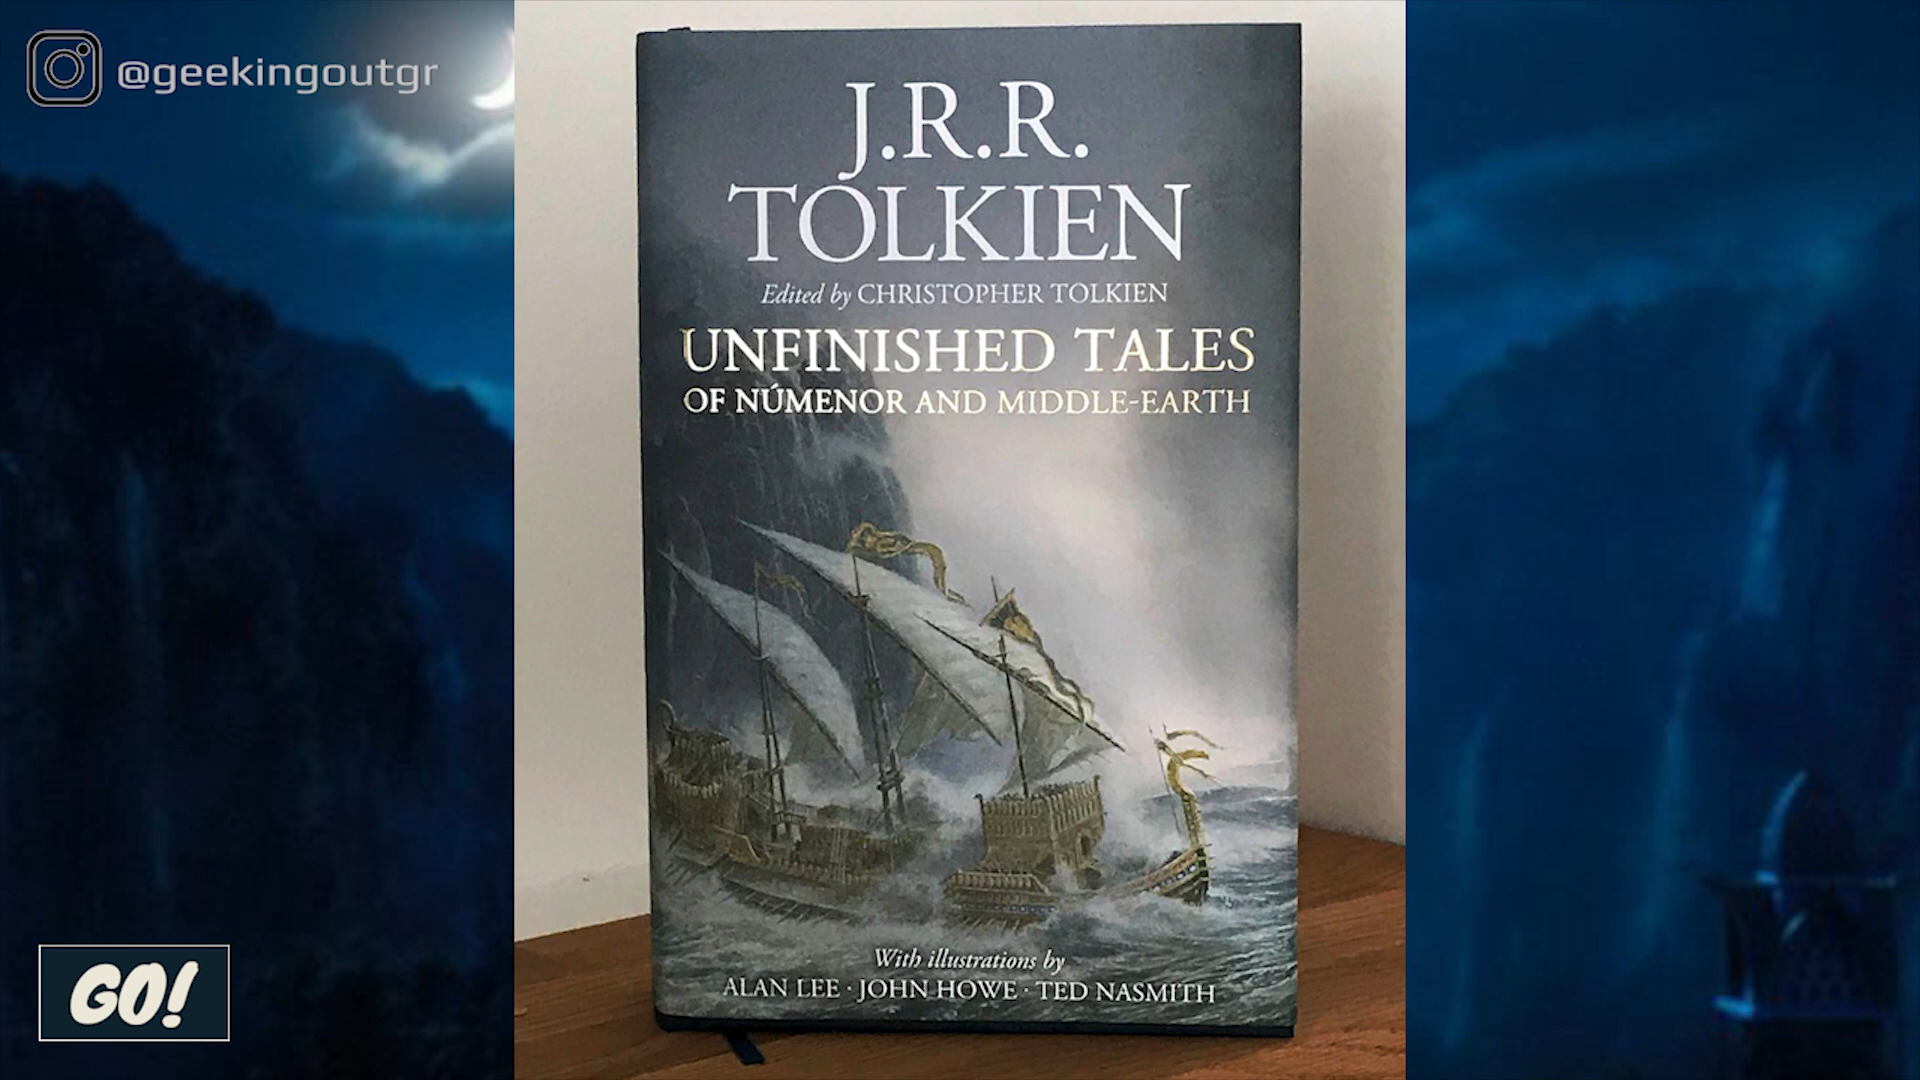 @geekingoutgr
J.R.R.
TOLKIEN
Edited by CHRISTOPHER TOLKIEN
UNFINISHED TALES
OF NÚMENOR AND MIDDLE-EARTH
With illustrations by
ALAN LEE · JOHN HOWE · TED NASMITH
GO!